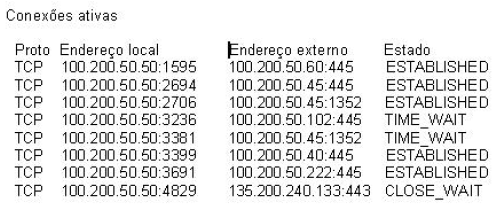 Conexões ativas
Proto Endereço local Endereço externo Estado
TCP 100.200.50.50:1595 100.200.50.60:445 ESTABLISHED
TCP 100.200.50.50:2694 100.200.50.45:445 ESTABLISHED
TCP 100.200.50.50:2706 100.200.50.45:1352 ESTABLISHED
TCP 100.200.50.50:3236 100.200.50.102:445 TIME_WAIT
TCP 100.200.50.50:3381 100.200.50.45:1352 TIME_WAIT
TCP 100.200.50.50:3399 100.200.50.40:445 ESTABLISHED
TCP 100.200.50.50:3691 100.200.50.222:445 ESTABLISHED
TCP 100.200.50.50:4829 135.200.240.133:443 CLOSE_WAIT